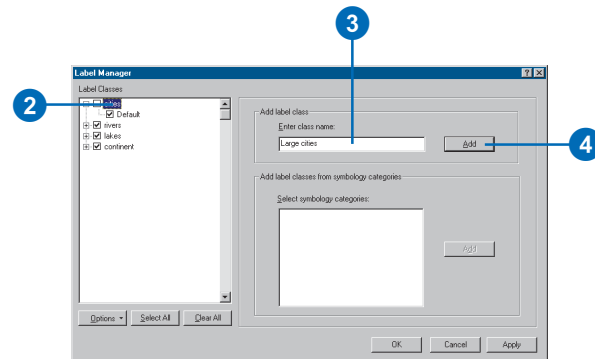 3
Label Manager
Label Classes
2
cities
Default
rivers
lakes
continent
Add label class
Enter class name:
Large cities
Add
4
Add label classes from symbology categories
Select symbology categories:
Add
Options
Select All
Clear All
OK
Cancel
Apply